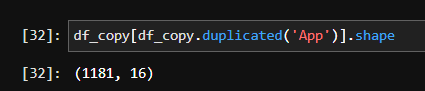 [32]: df_copy[df_copy.duplicated('App')].shape
[32]: (1181, 16)